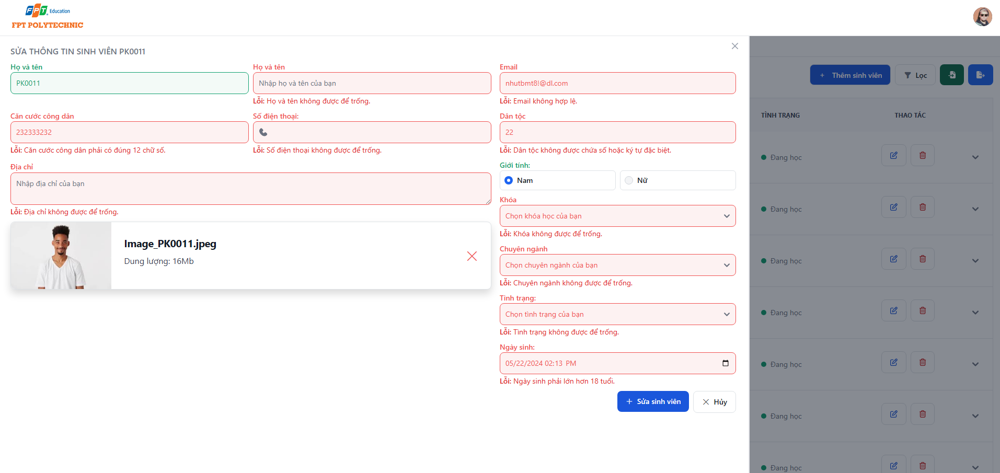 FPT Education
FPT POLYTECHNIC
SỬA THÔNG TIN SINH VIÊN PK0011
Họ và tên
PK0011
Họ và tên
Nhập họ và tên của bạn
Lỗi: Họ và tên không được để trống.
Email
nhutbmt8!@dl.com
Lỗi: Email không hợp lệ.
Căn cước công dân
232333232
Lỗi: Căn cước công dân phải có đúng 12 chữ số.
Số điện thoại:
Lỗi: Số điện thoại không được để trống.
Dân tộc
22
Lỗi: Dân tộc không được chứa số hoặc ký tự đặc biệt.
Địa chỉ
Nhập địa chỉ của bạn
Lỗi: Địa chỉ không được để trống.
Image_PK0011.jpeg
Dung lượng: 16Mb
Giới tính:
Nam
Nữ
Khóa
Chọn khóa học của bạn
Lỗi: Khóa không được để trống.
Chuyên ngành
Chọn chuyên ngành của bạn
Lỗi: Chuyên ngành không được để trống.
Tình trạng:
Chọn tình trạng của bạn
Lỗi: Tình trạng không được để trống.
Ngày sinh:
05/22/2024 02:13 PM
Lỗi: Ngày sinh phải lớn hơn 18 tuổi.
Sửa sinh viên
Hủy
Thêm sinh viên
Lọc
TÌNH TRẠNG
THAO TÁC
Đang học
Đang học
Đang học
Đang học
Đang học
Đang học
Đang học